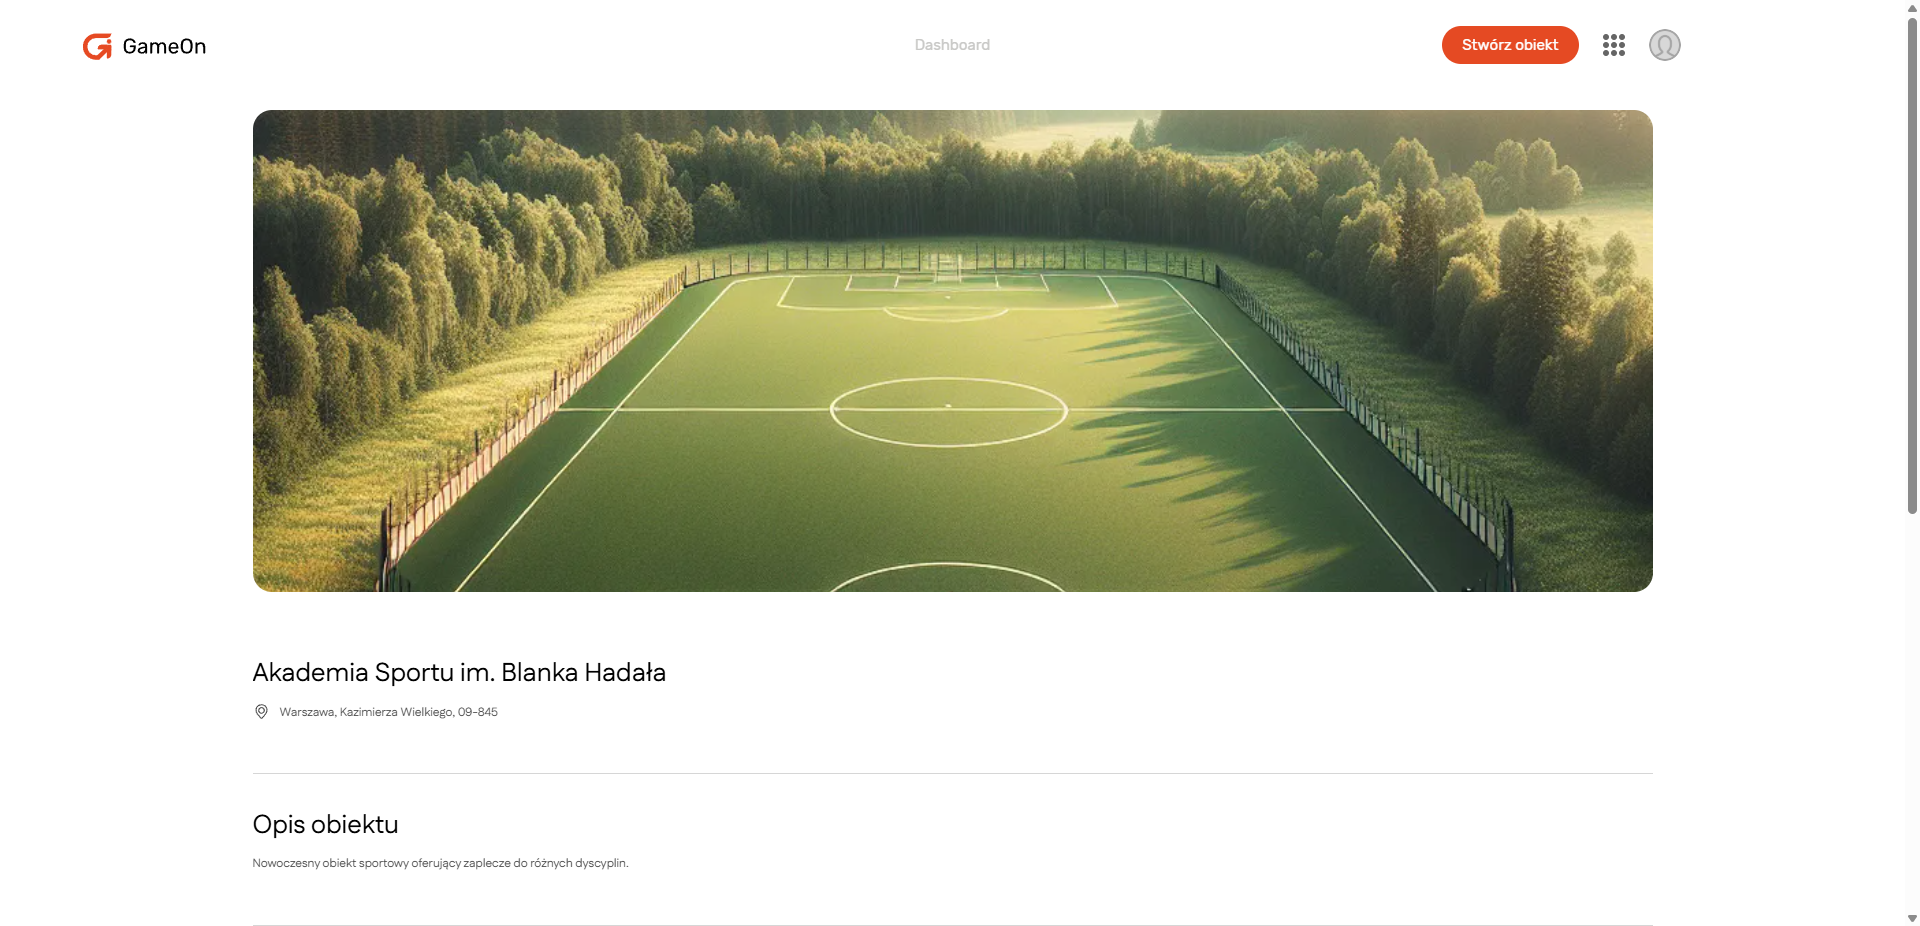 GameOn
Dashboard
Stwórz obiekt
Akademia Sportu im. Blanka Hadała
Warszawa, Kazimierza Wielkiego, 09-845
Opis obiektu
Nowoczesny obiekt sportowy oferujący zaplecze do różnych dyscyplin.